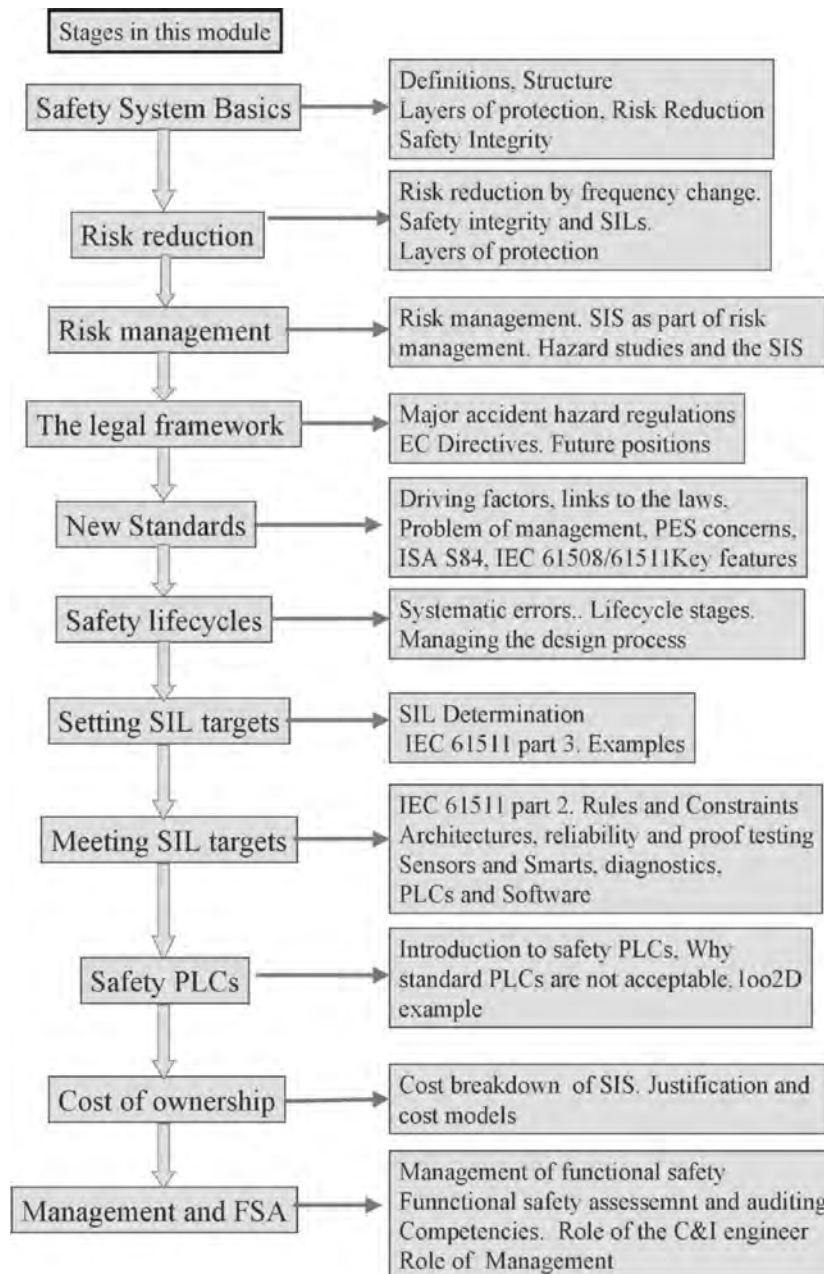 Stages in this module
Safety System Basics
Definitions, Structure
Layers of protection, Risk Reduction
Safety Integrity
Risk reduction
Risk reduction by frequency change.
Safety integrity and SILs.
Layers of protection
Risk management
Risk management. SIS as part of risk
management. Hazard studies and the SIS
The legal framework
Major accident hazard regulations
EC Directives. Future positions
New Standards
Driving factors, links to the laws,
Problem of management, PES concerns,
ISA S84, IEC 61508/61511Key features
Safety lifecycles
Systematic errors.. Lifecycle stages.
Managing the design process
Setting SIL targets
SIL Determination
IEC 61511 part 3. Examples
Meeting SIL targets
IEC 61511 part 2. Rules and Constraints
Architectures, reliability and proof testing
Sensors and Smarts, diagnostics,
PLCs and Software
Safety PLCs
Introduction to safety PLCs, Why
standard PLCs are not acceptable, 1oo2D
example
Cost of ownership
Cost breakdown of SIS. Justification and
cost models
Management and FSA
Management of functional safety
Funnctional safety assessemnt and auditing
Competencies. Role of the C&I engineer
Role of Management